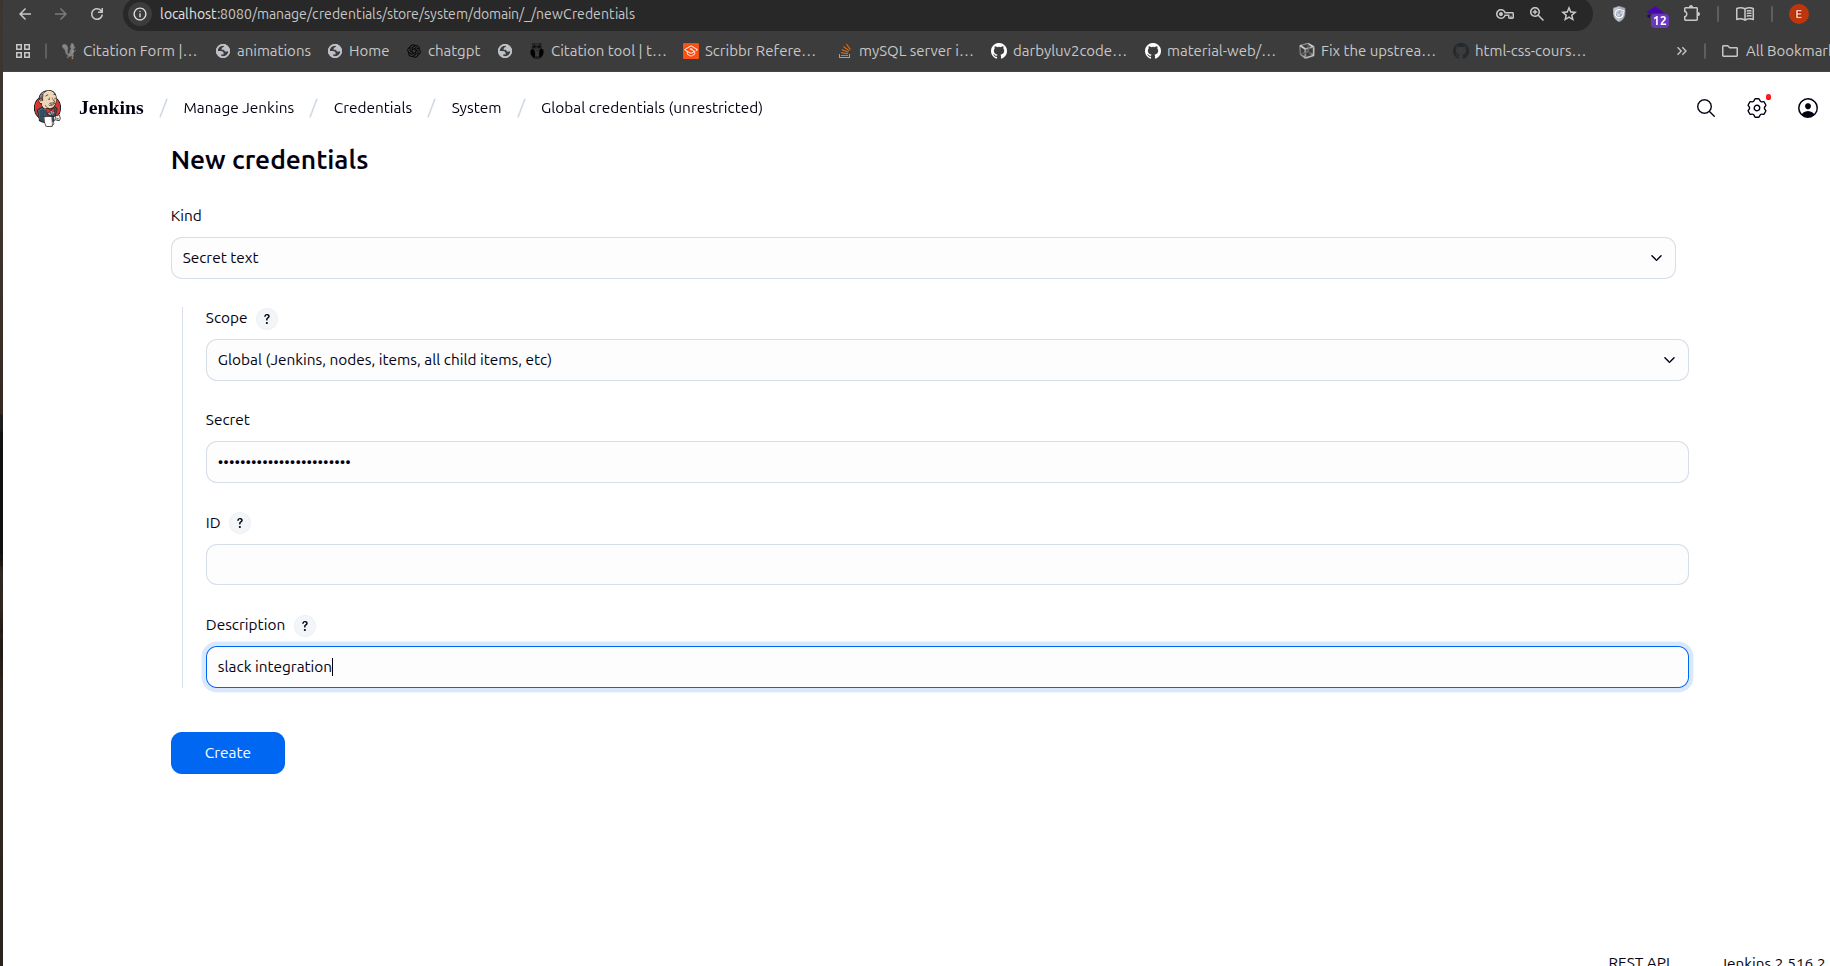 localhost:8080/manage/credentials/store/system/domain/_/newCredentials
12
E
Citation Form |...
animations
Home
chatgpt
Citation tool | t...
Scribbr Refere...
mySQL server i...
darbyluv2code...
material-web/...
Fix the upstrea...
html-css-cours...
»
All Bookmar
Jenkins / Manage Jenkins / Credentials / System / Global credentials (unrestricted)
New credentials
Kind
Secret text
Scope ?
Global (Jenkins, nodes, items, all child items, etc)
Secret
••••••••••••••••••••••••
ID ?
Description ?
slack integration
Create
REST API
Jenkins 2.516.2